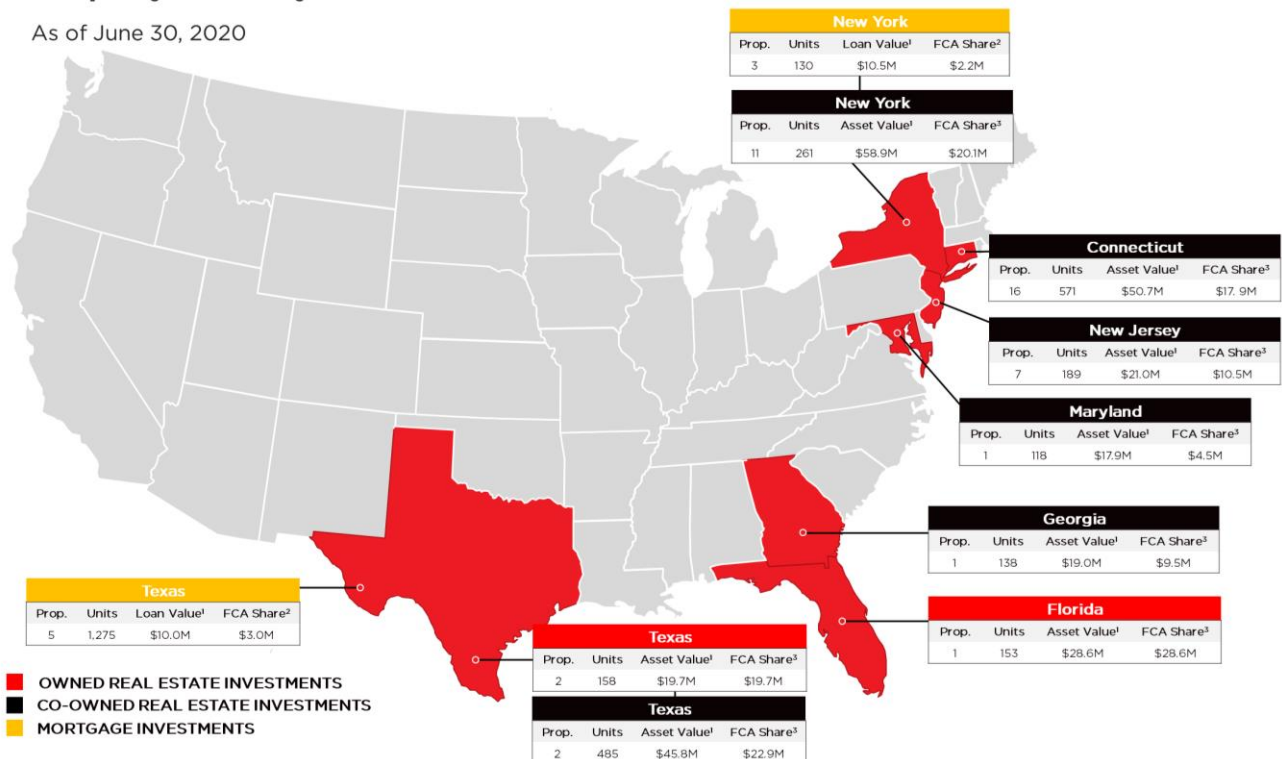 As of June 30, 2020
New York
Prop. Units Loan Value¹ FCA Share²
3 130 $10.5M $2.2M
New York
Prop. Units Asset Value¹ FCA Share³
11 261 $58.9M $20.1M
Connecticut
Prop. Units Asset Value¹ FCA Share³
16 571 $50.7M $17. 9M
New Jersey
Prop. Units Asset Value¹ FCA Share³
7 189 $21.0M $10.5M
Maryland
Prop. Units Asset Value¹ FCA Share³
1 118 $17.9M $4.5M
Georgia
Prop. Units Asset Value¹ FCA Share³
1 138 $19.0M $9.5M
Florida
Prop. Units Asset Value¹ FCA Share³
1 153 $28.6M $28.6M
Texas
Prop. Units Loan Value¹ FCA Share²
5 1,275 $10.0M $3.0M
Texas
Prop. Units Asset Value¹ FCA Share³
2 158 $19.7M $19.7M
Texas
Prop. Units Asset Value¹ FCA Share³
2 485 $45.8M $22.9M
OWNED REAL ESTATE INVESTMENTS
CO-OWNED REAL ESTATE INVESTMENTS
MORTGAGE INVESTMENTS